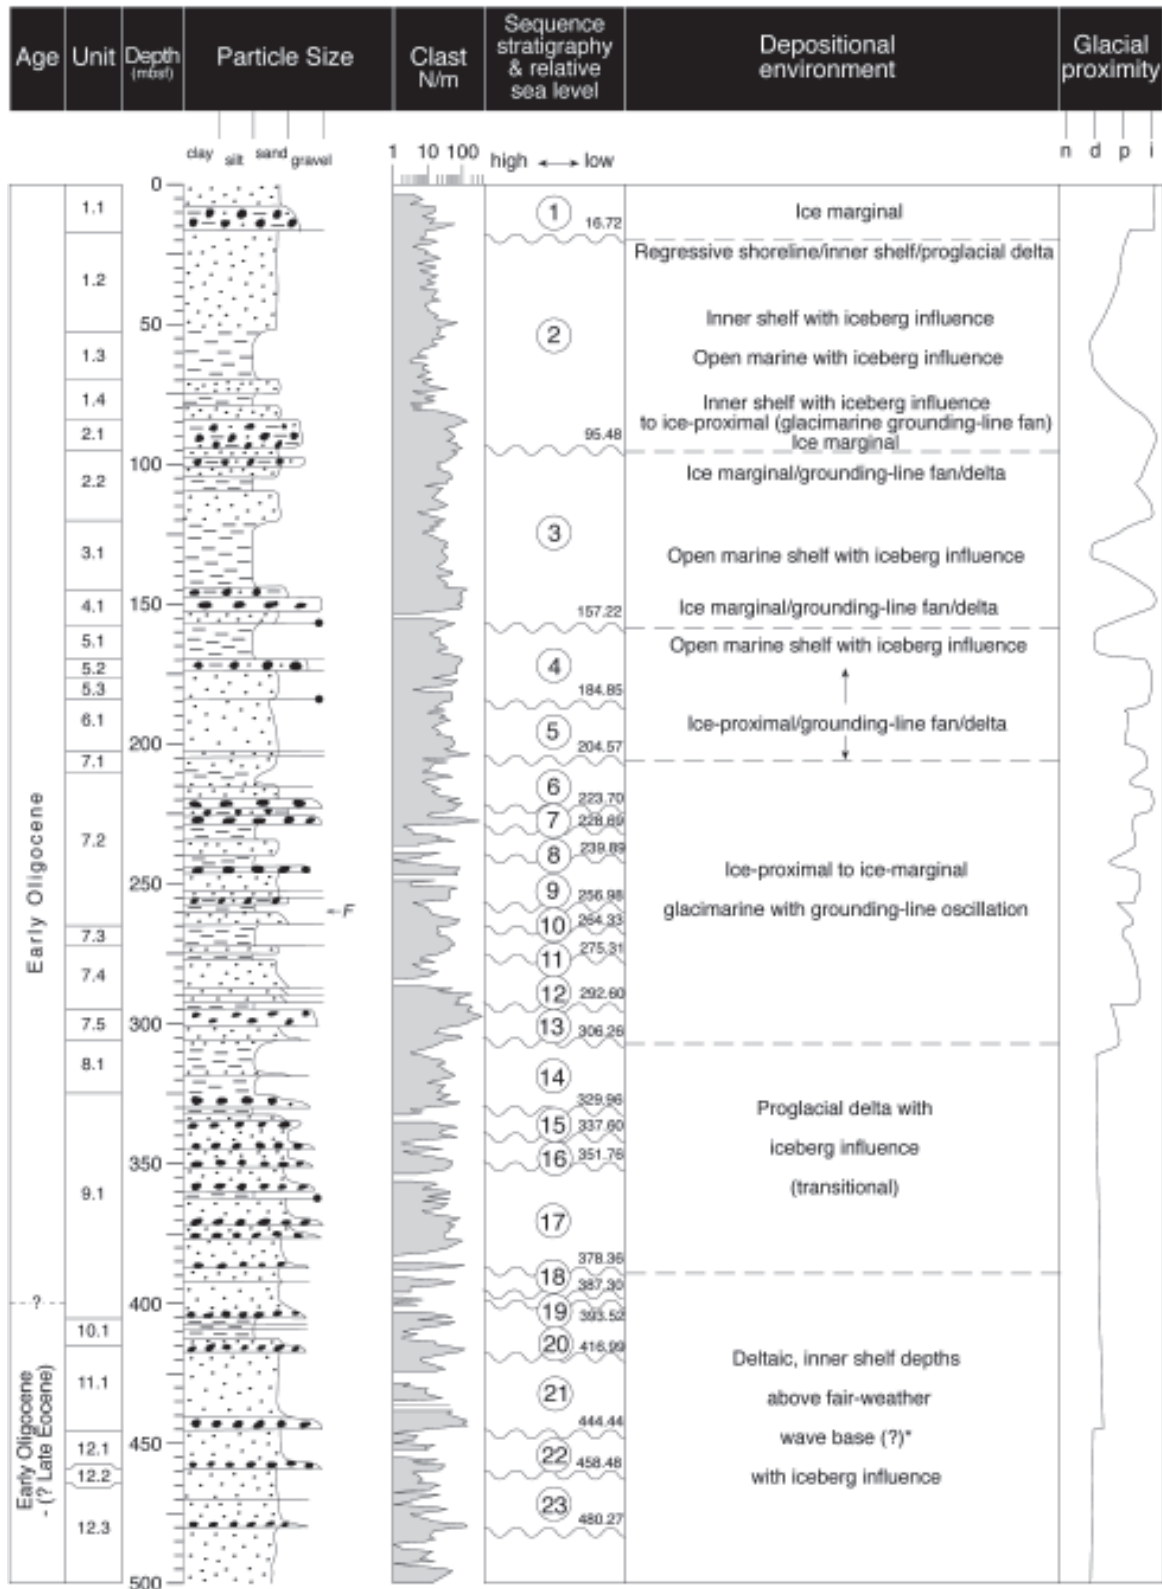 Age
Unit
Depth
(mbsf)
Particle Size
Clast
N/m
Sequence
stratigraphy
& relative
sea level
Depositional
environment
Glacial
proximity
clay silt sand gravel
1 10 100
high low
n d p i
Early Oligocene
?
Early Oligocene
- (? Late Eocene)
1.1
1.2
1.3
1.4
2.1
2.2
3.1
4.1
5.1
5.2
5.3
6.1
7.1
7.2
7.3
7.4
7.5
8.1
9.1
10.1
11.1
12.1
12.2
12.3
0
50
100
150
200
250
300
350
400
450
500
F
1 16.72
2 95.48
3 157.22
4 184.85
5 204.57
6 223.70
7 228.69
8 239.89
9 256.98
10 264.33
11 275.31
12 292.60
13 306.26
14 329.96
15 337.60
16 351.76
17 378.36
18 387.30
19 393.52
20 416.99
21 444.44
22 458.48
23 480.27
Ice marginal
Regressive shoreline/inner shelf/proglacial delta
Inner shelf with iceberg influence
Open marine with iceberg influence
Inner shelf with iceberg influence
to ice-proximal (glacimarine grounding-line fan)
Ice marginal
Ice marginal/grounding-line fan/delta
Open marine shelf with iceberg influence
Ice marginal/grounding-line fan/delta
Open marine shelf with iceberg influence
Ice-proximal/grounding-line fan/delta
Ice-proximal to ice-marginal
glacimarine with grounding-line oscillation
Proglacial delta with
iceberg influence
(transitional)
Deltaic, inner shelf depths
above fair-weather
wave base (?)*
with iceberg influence